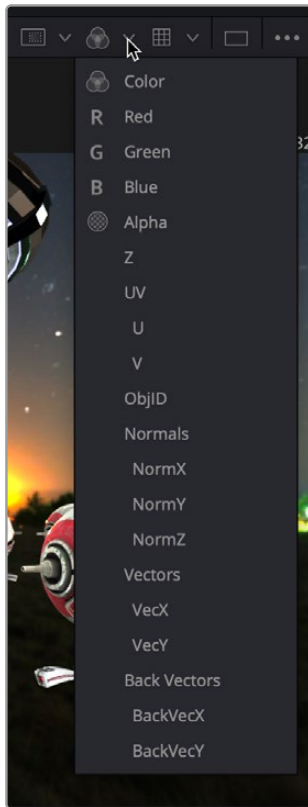 Color
R Red
G Green
B Blue
Alpha
Z
UV
U
V
ObjID
Normals
NormX
NormY
NormZ
Vectors
VecX
VecY
Back Vectors
BackVecX
BackVecY